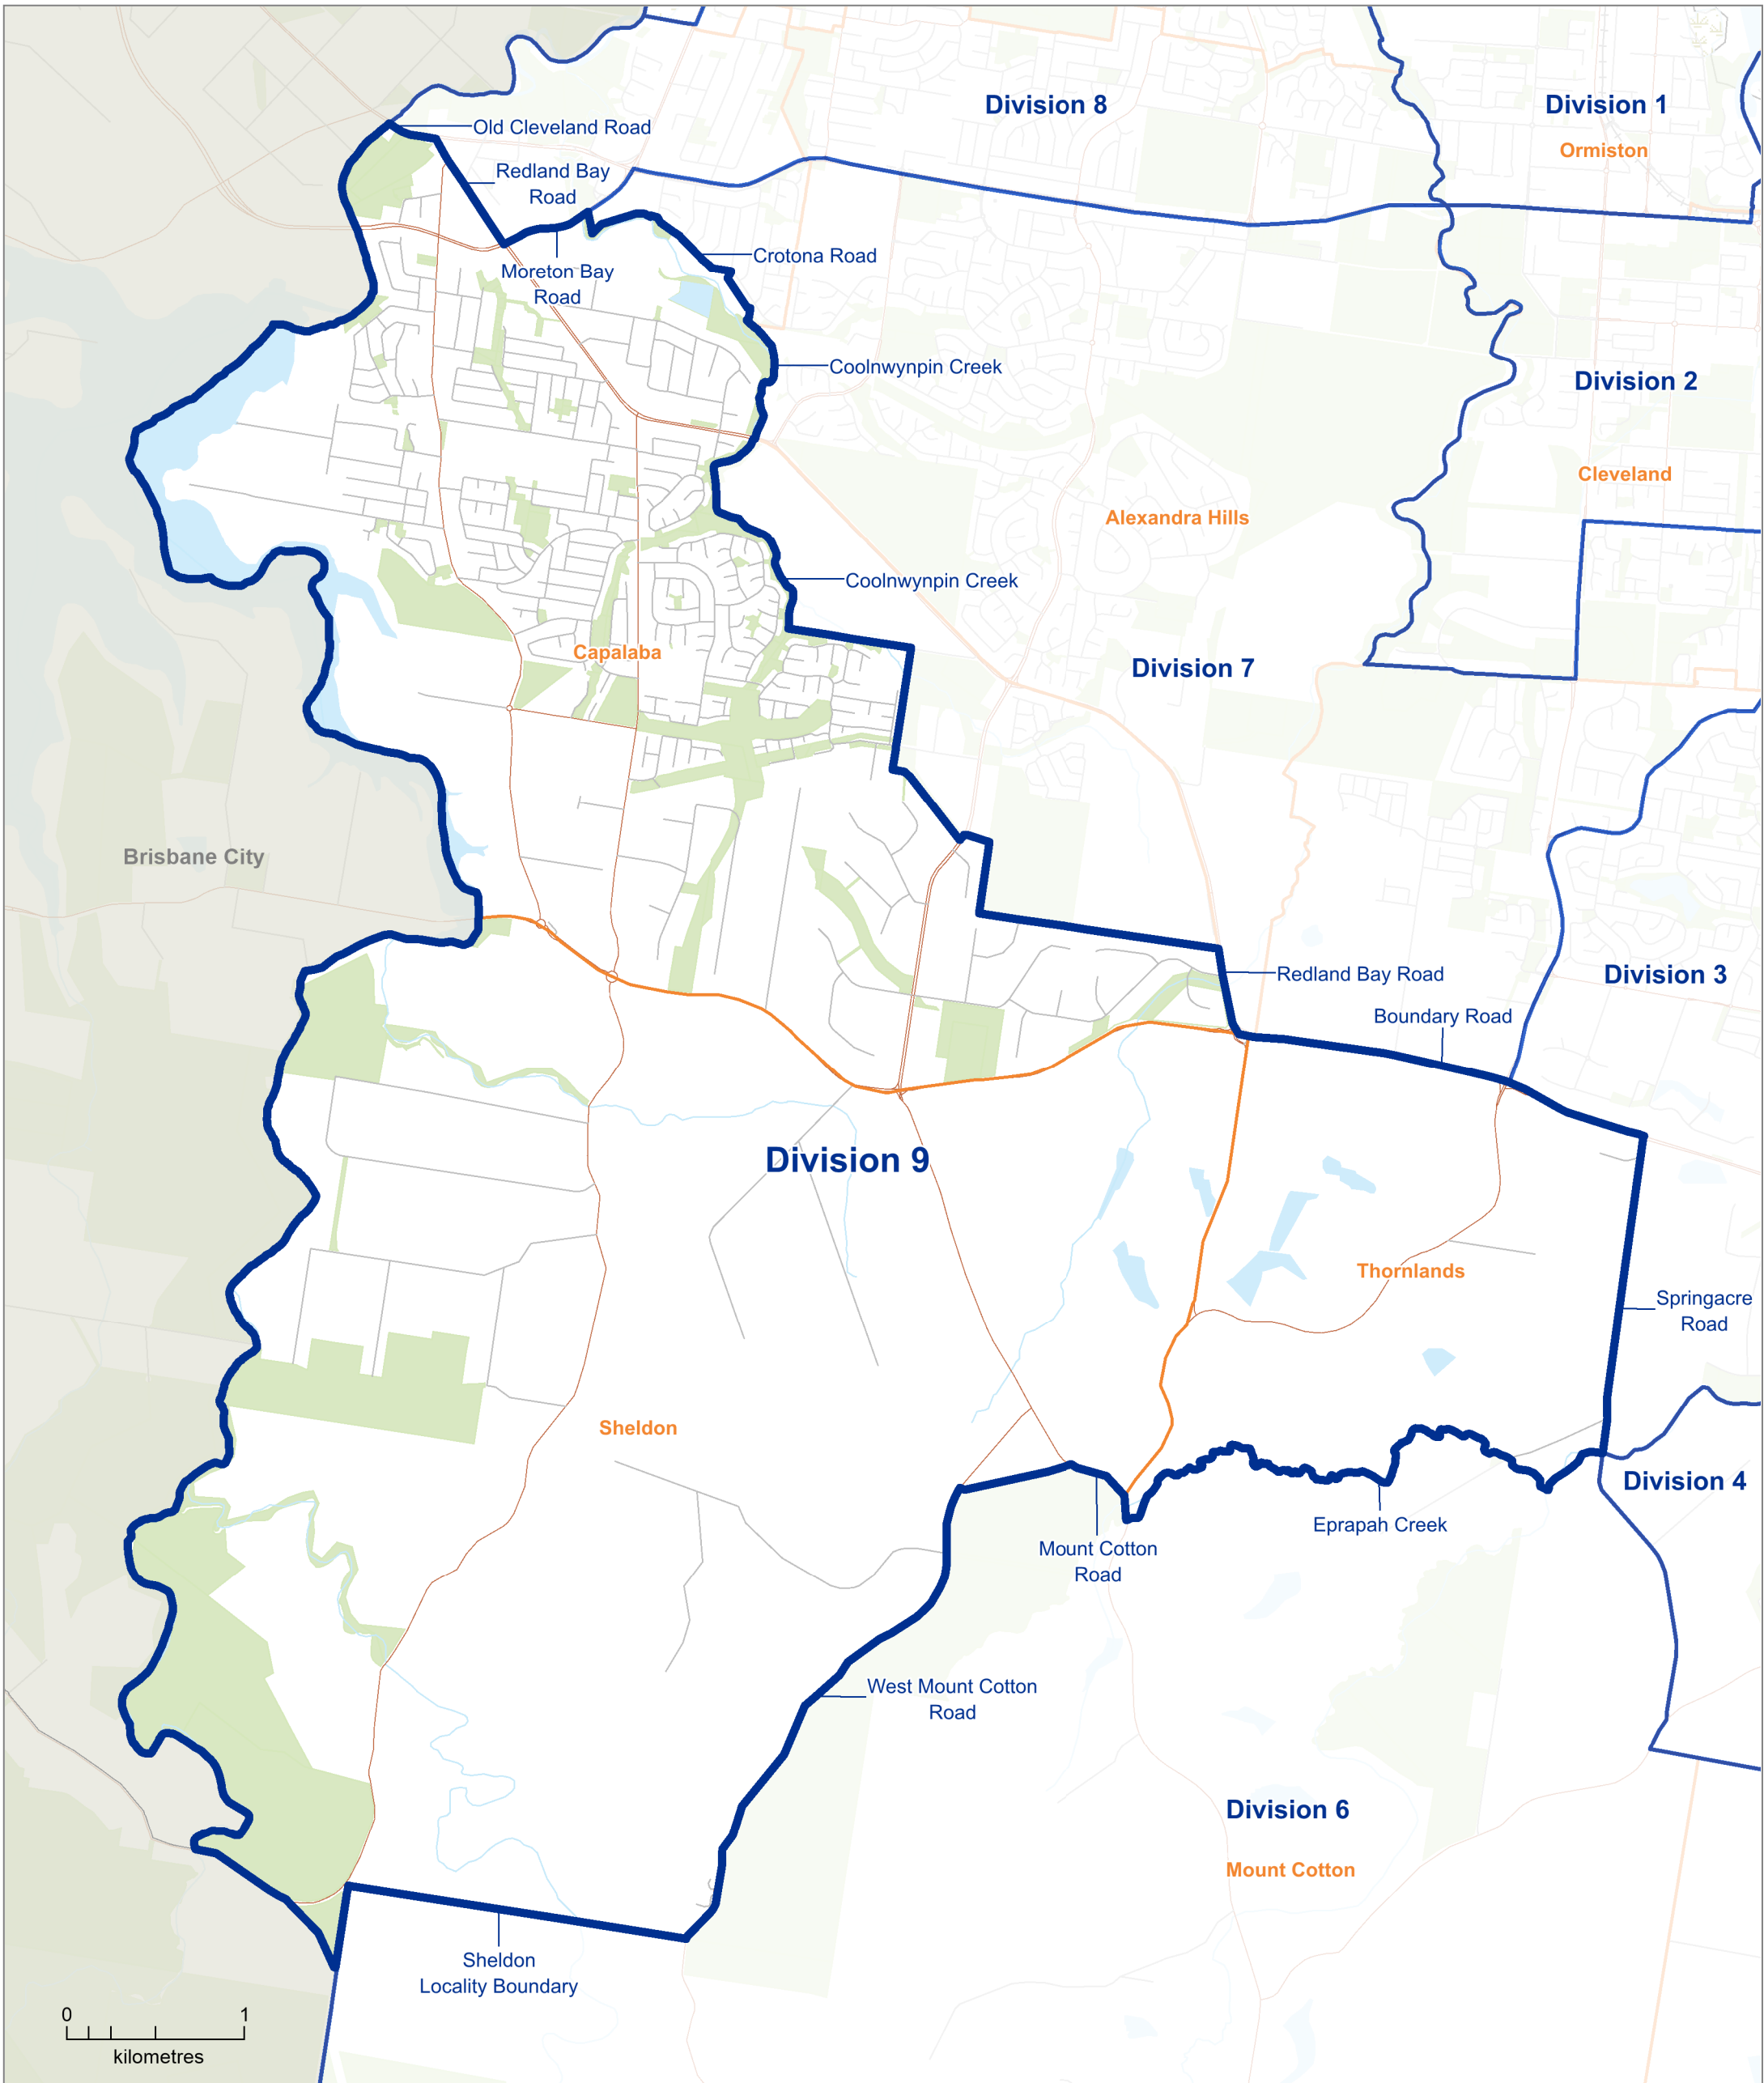 Division 8
Division 1
Old Cleveland Road
Ormiston
Redland Bay
Road
Crotona Road
Moreton Bay
Road
Coolnwynpin Creek
Division 2
Cleveland
Alexandra Hills
Coolnwynpin Creek
Capalaba
Division 7
Brisbane City
Redland Bay Road
Division 3
Boundary Road
Division 9
Thornlands
Springacre
Road
Sheldon
Division 4
Eprapah Creek
Mount Cotton
Road
West Mount Cotton
Road
Division 6
Mount Cotton
Sheldon
Locality Boundary
0 1
kilometres